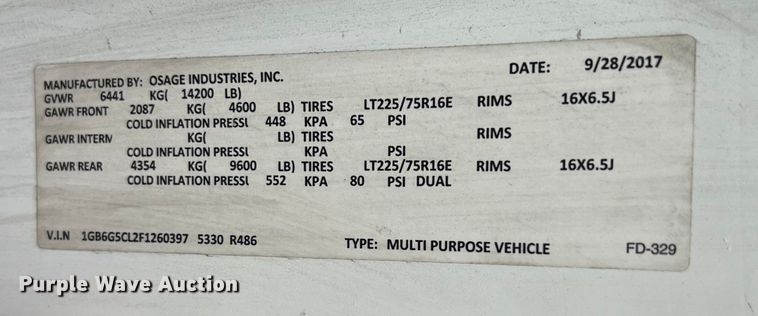 MANUFACTURED BY: OSAGE INDUSTRIES, INC. DATE: 9/28/2017
GVWR 6441 KG( 14200 LB)
GAWR FRONT 2087 KG( 4600 LB) TIRES LT225/75R16E RIMS 16X6.5J
COLD INFLATION PRESSU 448 KPA 65 PSI
GAWR INTERM KG( LB) TIRES RIMS
COLD INFLATION PRESSU KPA PSI
GAWR REAR 4354 KG( 9600 LB) TIRES LT225/75R16E RIMS 16X6.5J
COLD INFLATION PRESSU 552 KPA 80 PSI DUAL
V.I.N 1GB6G5CL2F1260397 5330 R486 TYPE: MULTI PURPOSE VEHICLE FD-329
Purple Wave Auction